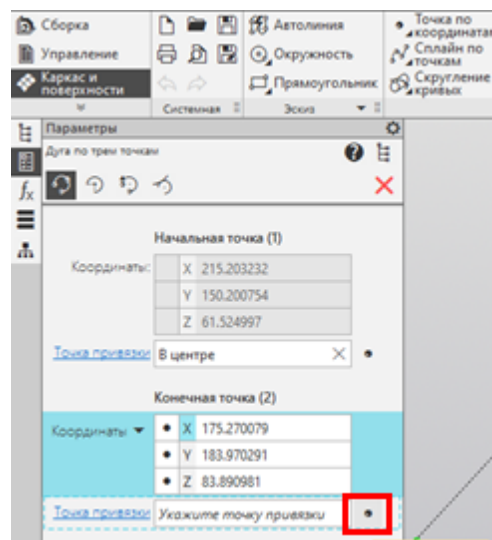 Сборка
Управление
Каркас и
поверхности
Системная
Автолиния
Окружность
Прямоугольник
Эскиз
Точка по
координатам
Сплайн по
точкам
Скругление
кривых
Параметры
Дуга по трем точкам
Начальная точка (1)
Координаты:
X 215.203232
Y 150.200754
Z 61.524997
Точка привязки В центре
Конечная точка (2)
Координаты
X 175.270079
Y 183.970291
Z 83.890981
Точка привязки Укажите точку привязки